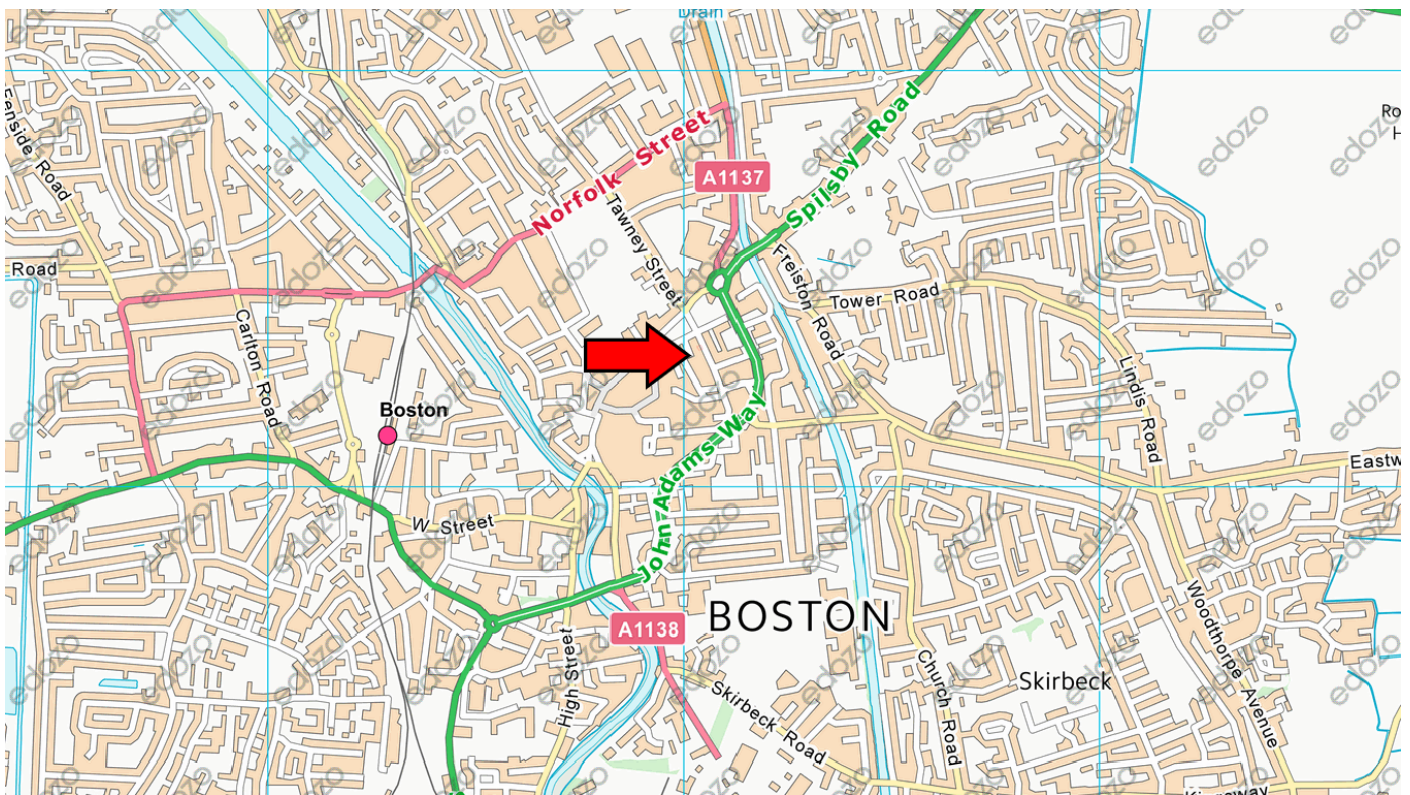 Drain
Fenside Road
Norfolk Street
A1137
Spilsby Road
Tawney Street
Road
Freiston Road
Tower Road
Carlton Road
Lindis Road
Boston
John Adams Way
W Street
Eastw
BOSTON
A1138
High Street
Skirbeck Road
Church Road
Skirbeck
Woodthorpe Avenue
Kingsway
edozo